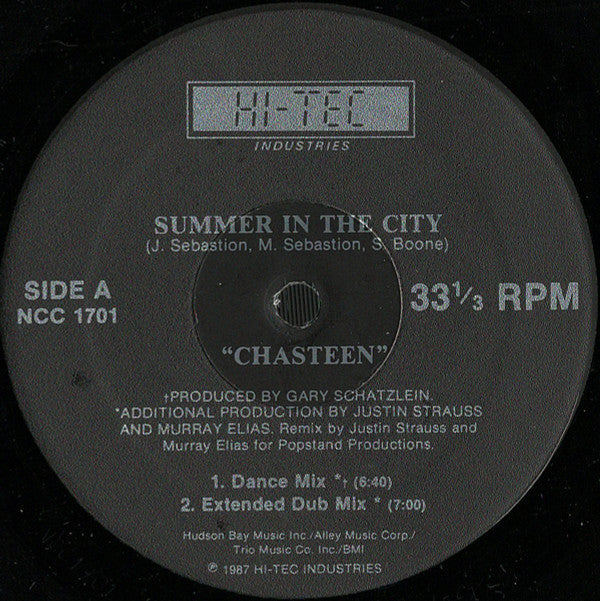 HI-TEC
INDUSTRIES
SUMMER IN THE CITY
(J. Sebastion, M. Sebastion, S. Boone)
SIDE A
NCC 1701
33⅓ RPM
"CHASTEEN"
†PRODUCED BY GARY SCHATZLEIN.
*ADDITIONAL PRODUCTION BY JUSTIN STRAUSS
AND MURRAY ELIAS. Remix by Justin Strauss and
Murray Elias for Popstand Productions.
1. Dance Mix *† (6:40)
2. Extended Dub Mix * (7:00)
Hudson Bay Music Inc./Alley Music Corp./
Trio Music Co. Inc./BMI
℗ 1987 HI-TEC INDUSTRIES